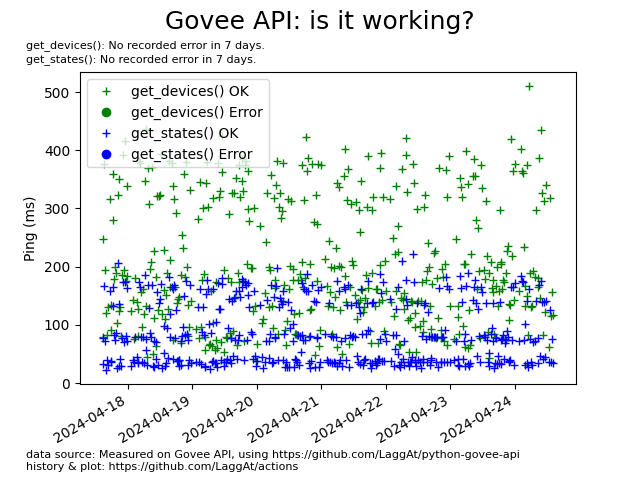 Govee API: is it working?
get_devices(): No recorded error in 7 days.
get_states(): No recorded error in 7 days.
get_devices() OK
get_devices() Error
get_states() OK
get_states() Error
Ping (ms)
500
400
300
200
100
0
2024-04-18
2024-04-19
2024-04-20
2024-04-21
2024-04-22
2024-04-23
2024-04-24
data source: Measured on Govee API, using https://github.com/LaggAt/python-govee-api
history & plot: https://github.com/LaggAt/actions